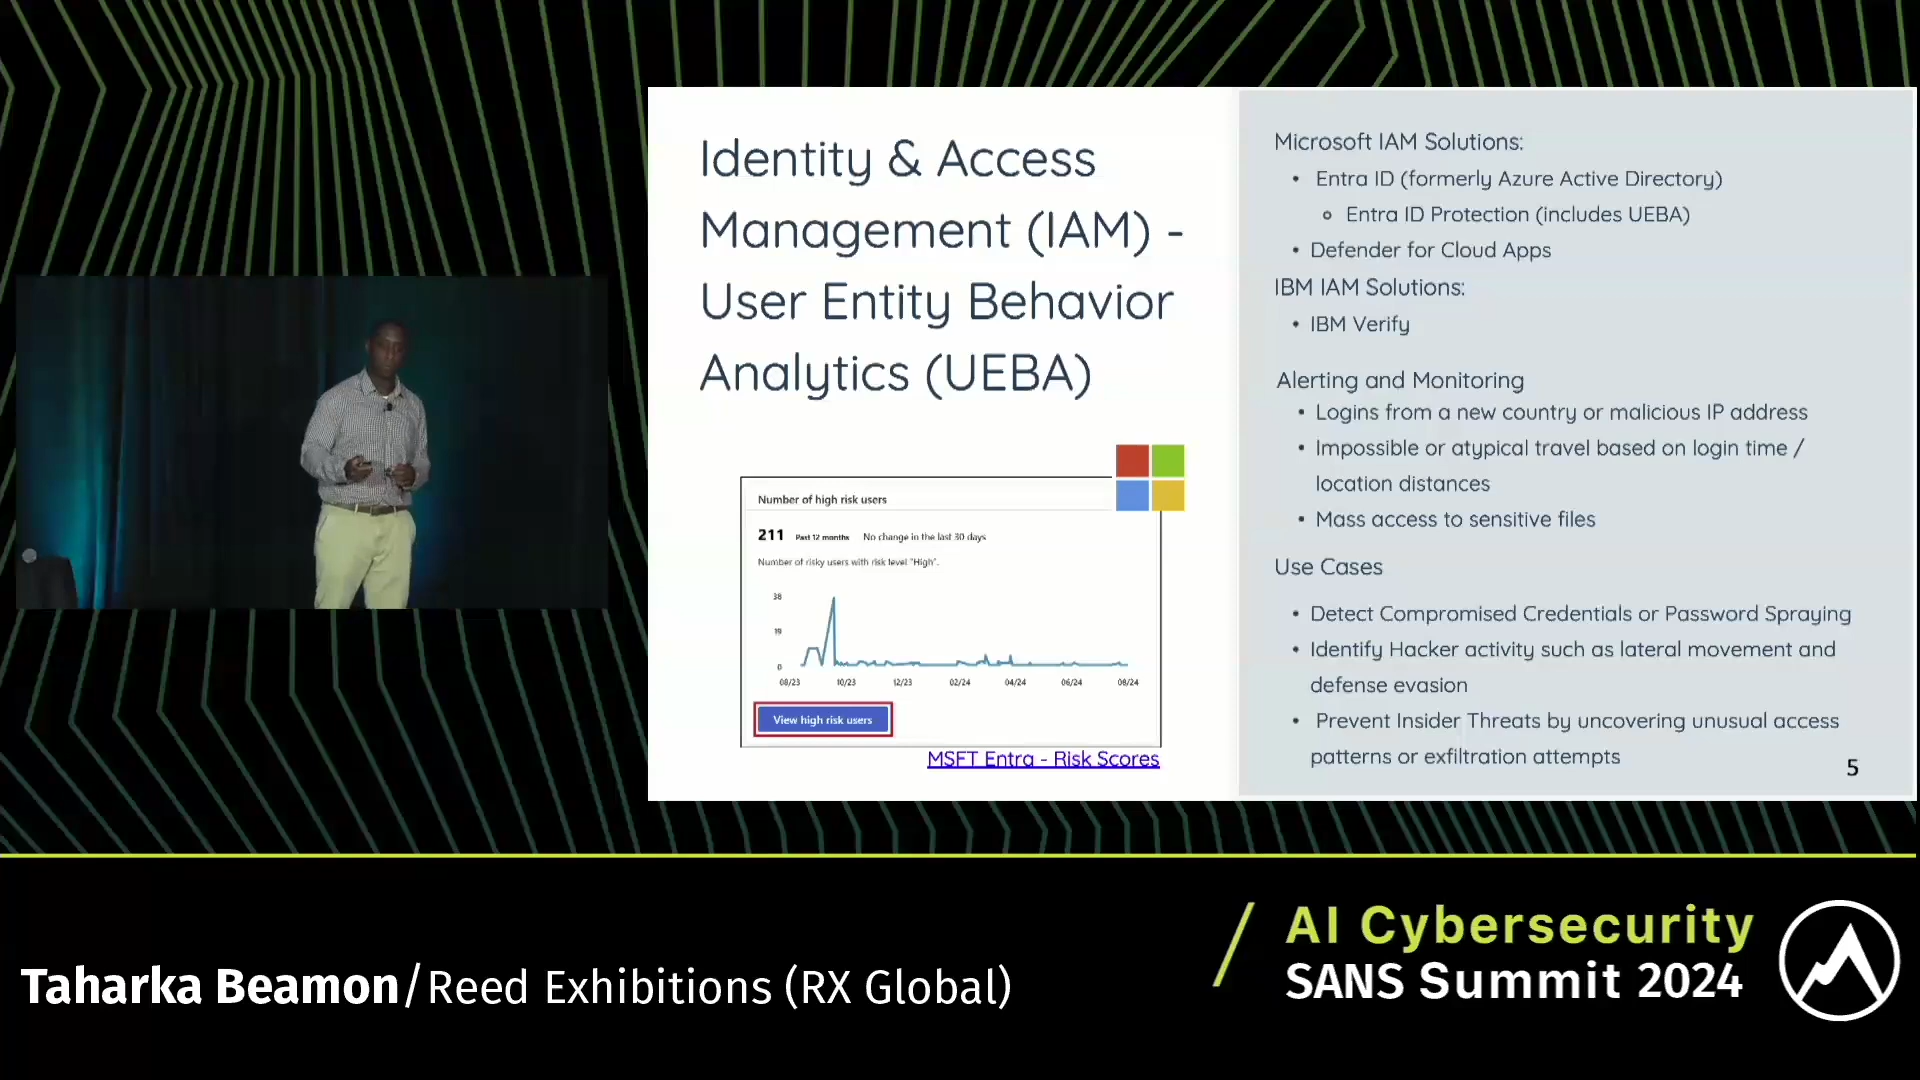 Identity & Access
Management (IAM) -
User Entity Behavior
Analytics (UEBA)
Number of high risk users
211 Past 12 months No change in the last 30 days
Number of risky users with risk level "High".
38
19
0
08/23 10/23 12/23 02/24 04/24 06/24 08/24
View high risk users
MSFT Entra - Risk Scores
Microsoft IAM Solutions:
• Entra ID (formerly Azure Active Directory)
Entra ID Protection (includes UEBA)
• Defender for Cloud Apps
IBM IAM Solutions:
• IBM Verify
Alerting and Monitoring
• Logins from a new country or malicious IP address
• Impossible or atypical travel based on login time /
location distances
• Mass access to sensitive files
Use Cases
• Detect Compromised Credentials or Password Spraying
• Identify Hacker activity such as lateral movement and
defense evasion
• Prevent Insider Threats by uncovering unusual access
patterns or exfiltration attempts
5
Taharka Beamon/Reed Exhibitions (RX Global)
/ AI Cybersecurity
SANS Summit 2024